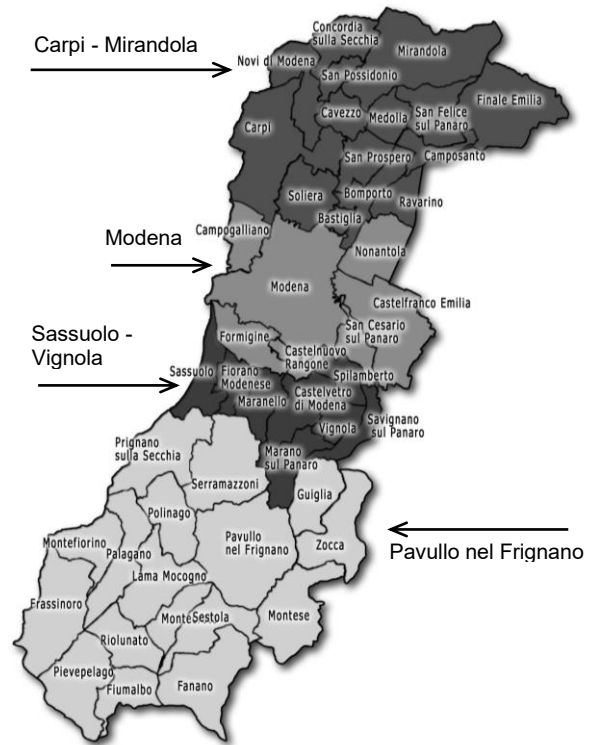 Concordia
sulla Secchia
Carpi - Mirandola
Mirandola
Novi di Modena
San Possidonio
Finale Emilia
Cavezzo
Medolla
San Felice
sul Panaro
Carpi
San Prospero
Camposanto
Soliera
Bomporto
Ravarino
Bastiglia
Campogalliano
Modena
Nonantola
Modena
Castelfranco Emilia
San Cesario
sul Panaro
Sassuolo -
Vignola
Formigine
Castelnuovo
Rangone
Sassuolo
Fiorano
Modenese
Spilamberto
Maranello
Castelvetro
di Modena
Vignola
Savignano
sul Panaro
Prignano
sulla Secchia
Marano
sul Panaro
Serramazzoni
Guiglia
Polinago
Pavullo
nel Frignano
Montefiorino
Palagano
Zocca
Pavullo nel Frignano
Lama Mocogno
Frassinoro
Monte
Sestola
Montese
Riolunato
Pievepelago
Fiumalbo
Fanano